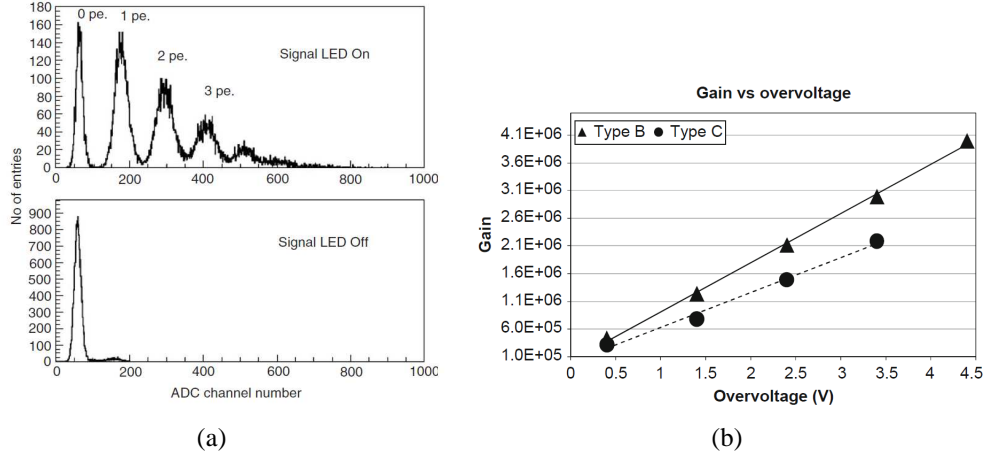 180
160
140
120
100
80
60
40
20
0
0 pe.
1 pe.
2 pe.
3 pe.
Signal LED On
0 200 400 600 800 1000
No of entries
900
800
700
600
500
400
300
200
100
0
Signal LED Off
0 200 400 600 800 1000
ADC channel number
(a)
Gain vs overvoltage
Type B Type C
4.1E+06
3.6E+06
3.1E+06
2.6E+06
2.1E+06
1.6E+06
1.1E+06
6.0E+05
1.0E+05
Gain
0 0.5 1 1.5 2 2.5 3 3.5 4 4.5
Overvoltage (V)
(b)